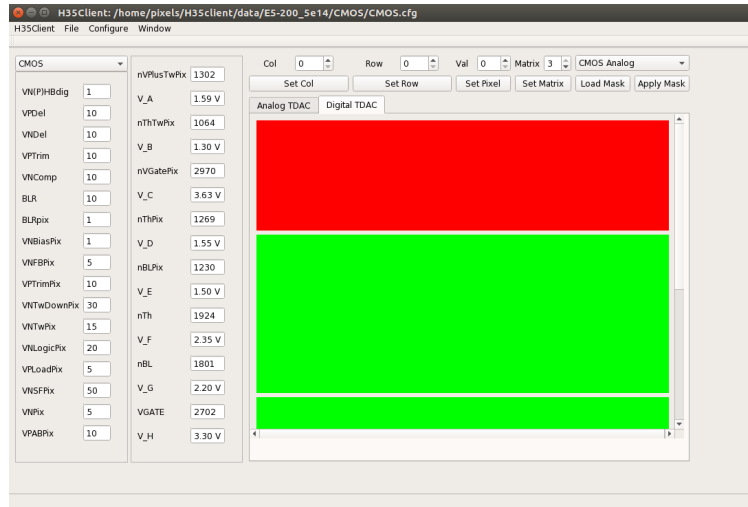 H35Client: /home/pixels/H35client/data/E5-200_5e14/CMOS/CMOS.cfg
H35Client File Configure Window
CMOS
VN(P)HBdig 1
VPDel 10
VNDel 10
VPTrim 10
VNComp 10
BLR 10
BLRpix 1
VNBiasPix 1
VNFBPix 5
VPTrimPix 10
VNTwDownPix 30
VNTwPix 15
VNLogicPix 20
VPLoadPix 5
VNSFPix 50
VNPix 5
VPABPix 10
nVPlusTwPix 1302
V_A 1.59 V
nThTwPix 1064
V_B 1.30 V
nVGatePix 2970
V_C 3.63 V
nThPix 1269
V_D 1.55 V
nBLPix 1230
V_E 1.50 V
nTh 1924
V_F 2.35 V
nBL 1801
V_G 2.20 V
VGATE 2702
V_H 3.30 V
Col 0 Row 0 Val 0 Matrix 3 CMOS Analog
Set Col Set Row Set Pixel Set Matrix Load Mask Apply Mask
Analog TDAC Digital TDAC